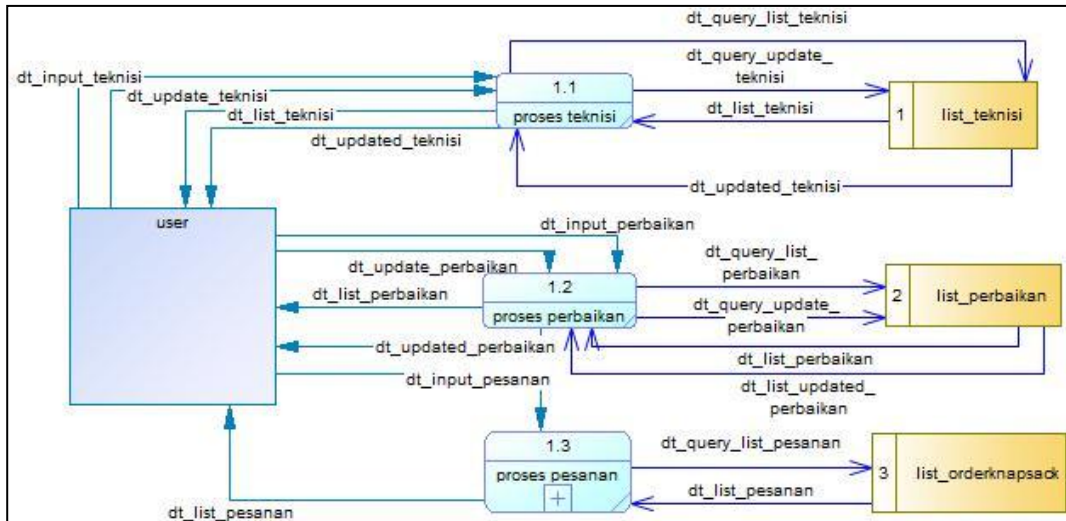 dt_query_list_teknisi
dt_query_update_
teknisi
dt_input_teknisi
dt_update_teknisi
dt_list_teknisi
dt_updated_teknisi
1.1
proses teknisi
dt_list_teknisi
1
list_teknisi
dt_updated_teknisi
user
dt_input_perbaikan
dt_update_perbaikan
dt_list_perbaikan
1.2
proses perbaikan
dt_query_list_
perbaikan
dt_query_update_
perbaikan
2
list_perbaikan
dt_updated_perbaikan
dt_list_perbaikan
dt_input_pesanan
dt_list_updated_
perbaikan
1.3
proses pesanan
dt_query_list_pesanan
dt_list_pesanan
3
list_orderknapsack
dt_list_pesanan